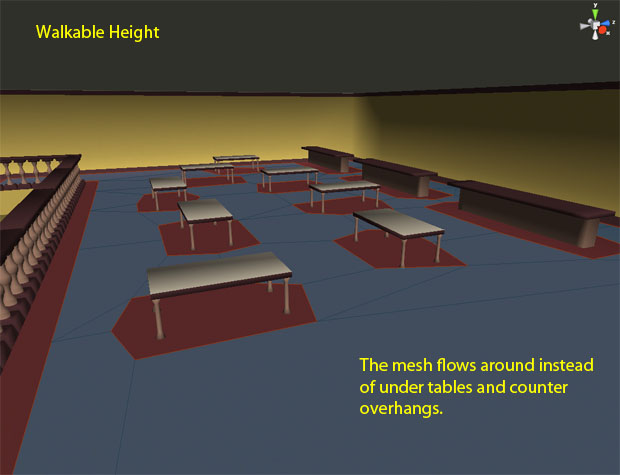 Walkable Height
y
z
x
The mesh flows around instead
of under tables and counter
overhangs.